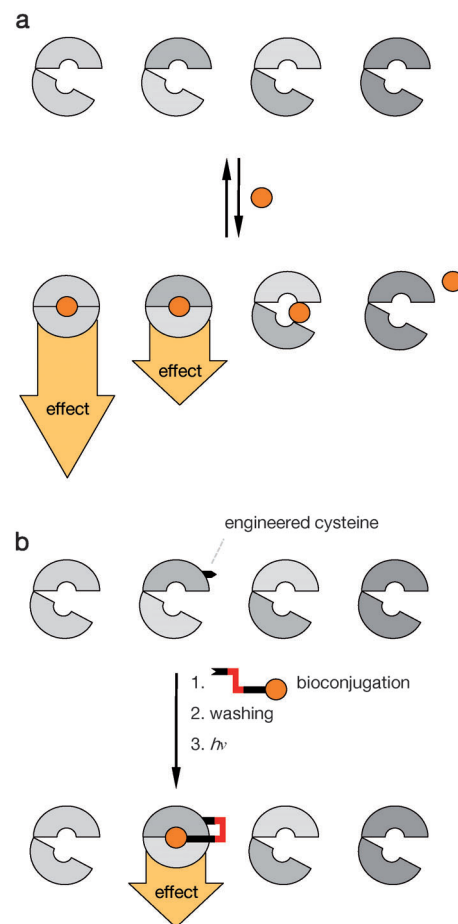 a
effect
effect
engineered cysteine
b
1. bioconjugation
2. washing
3. hν
effect